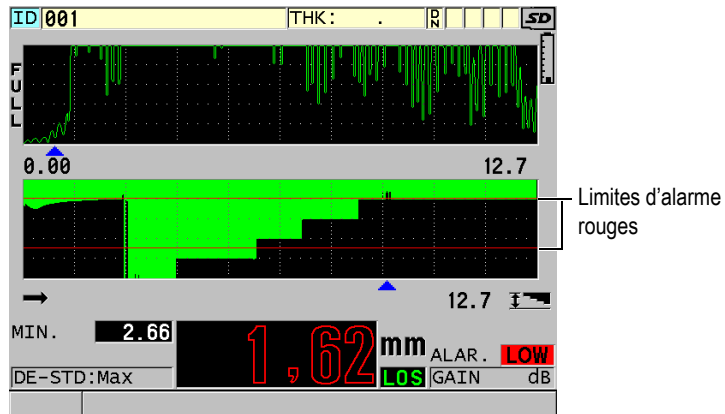 ID 001 THK: . DN SD
FULL
0.00 12.7
Limites d'alarme
rouges
12.7
MIN. 2.66 1,62 mm ALAR. LOW
DE-STD:Max LOS GAIN dB